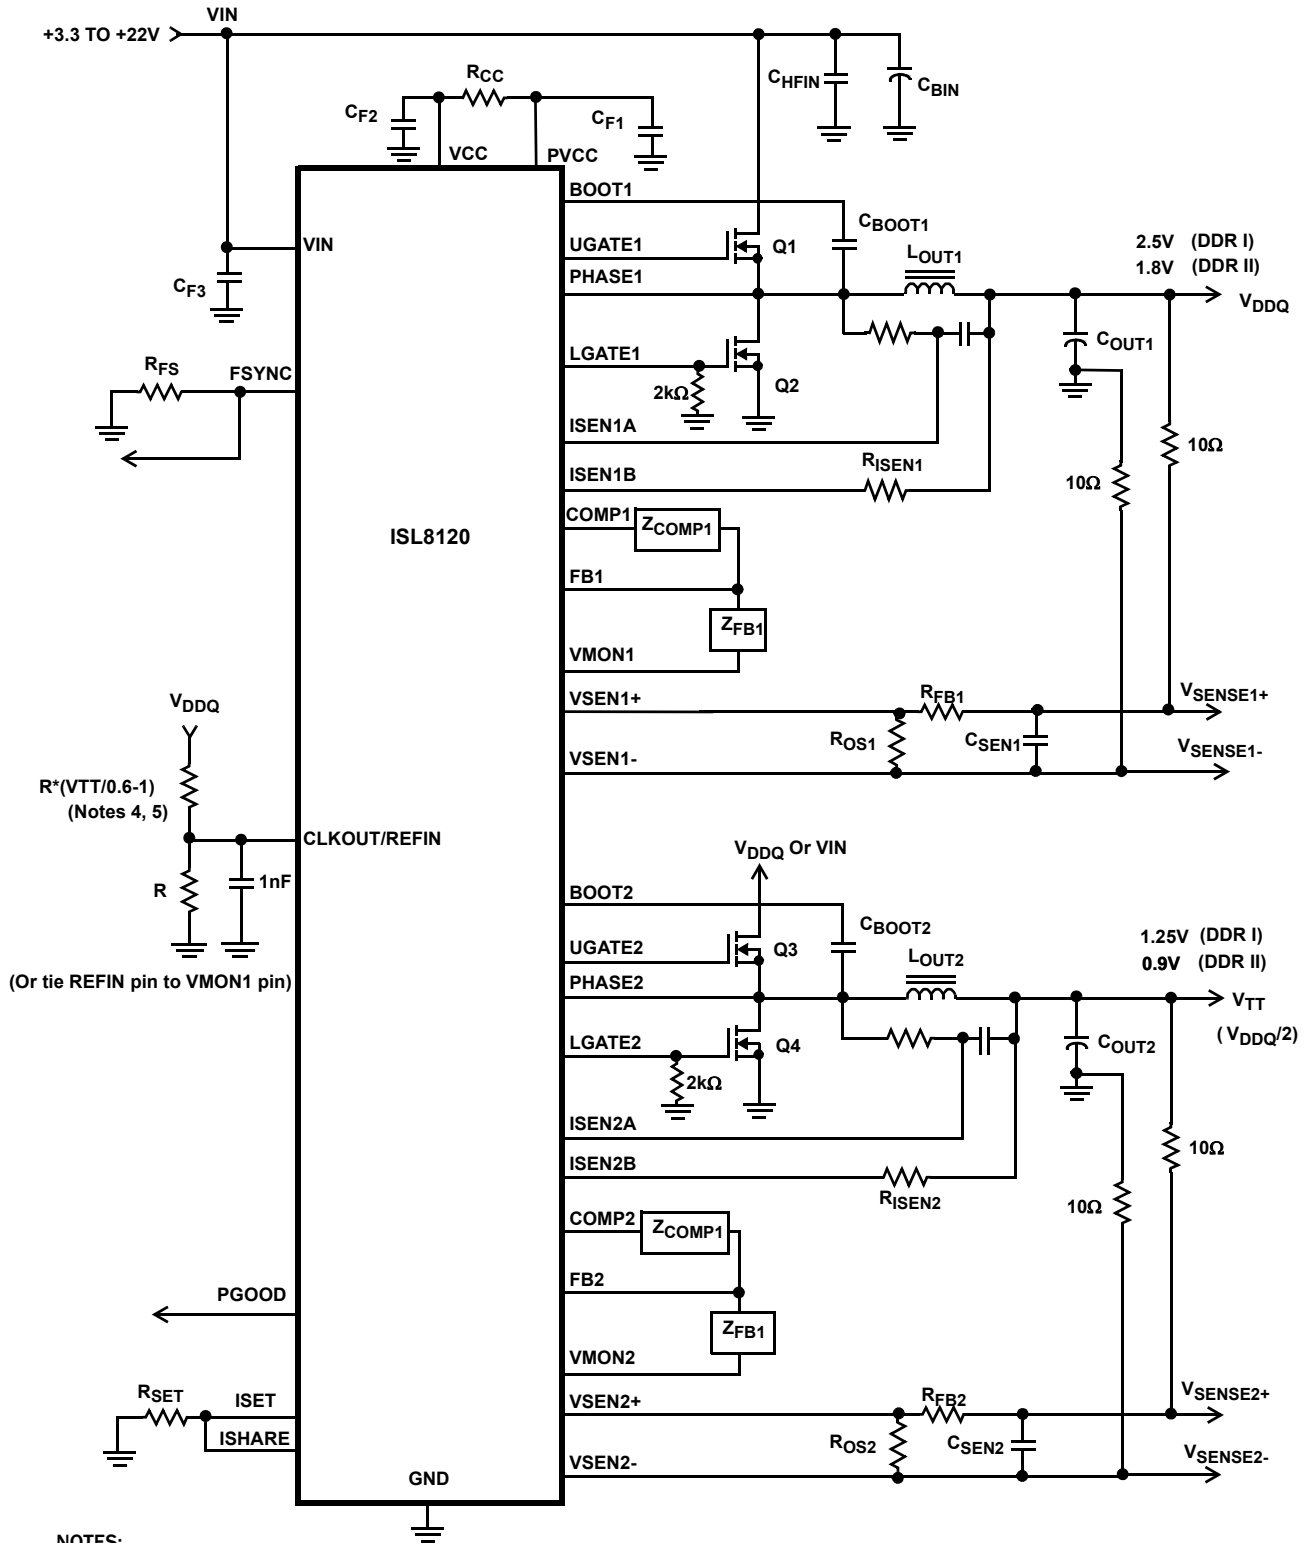 VIN
+3.3 TO +22V
CHFIN
CBIN
RCC
CF2
CF1
VCC
PVCC
BOOT1
CBOOT1
VIN
UGATE1
Q1
LOUT1
2.5V (DDR I)
1.8V (DDR II)
PHASE1
VDDQ
CF3
COUT1
RFS
FSYNC
LGATE1
Q2
2kΩ
ISEN1A
10Ω
ISEN1B
RISEN1
10Ω
COMP1
ZCOMP1
ISL8120
FB1
ZFB1
VMON1
VDDQ
VSEN1+
RFB1
VSENSE1+
ROS1
CSEN1
VSEN1-
VSENSE1-
R*(VTT/0.6-1)
(Notes 4, 5)
CLKOUT/REFIN
VDDQ Or VIN
R
1nF
BOOT2
CBOOT2
UGATE2
Q3
LOUT2
1.25V (DDR I)
0.9V (DDR II)
(Or tie REFIN pin to VMON1 pin)
PHASE2
VTT
(VDDQ/2)
LGATE2
Q4
COUT2
2kΩ
ISEN2A
10Ω
ISEN2B
RISEN2
10Ω
COMP2
ZCOMP1
FB2
PGOOD
ZFB1
VMON2
RSET
ISET
VSEN2+
RFB2
VSENSE2+
ISHARE
ROS2
CSEN2
VSEN2-
VSENSE2-
GND
NOTES: